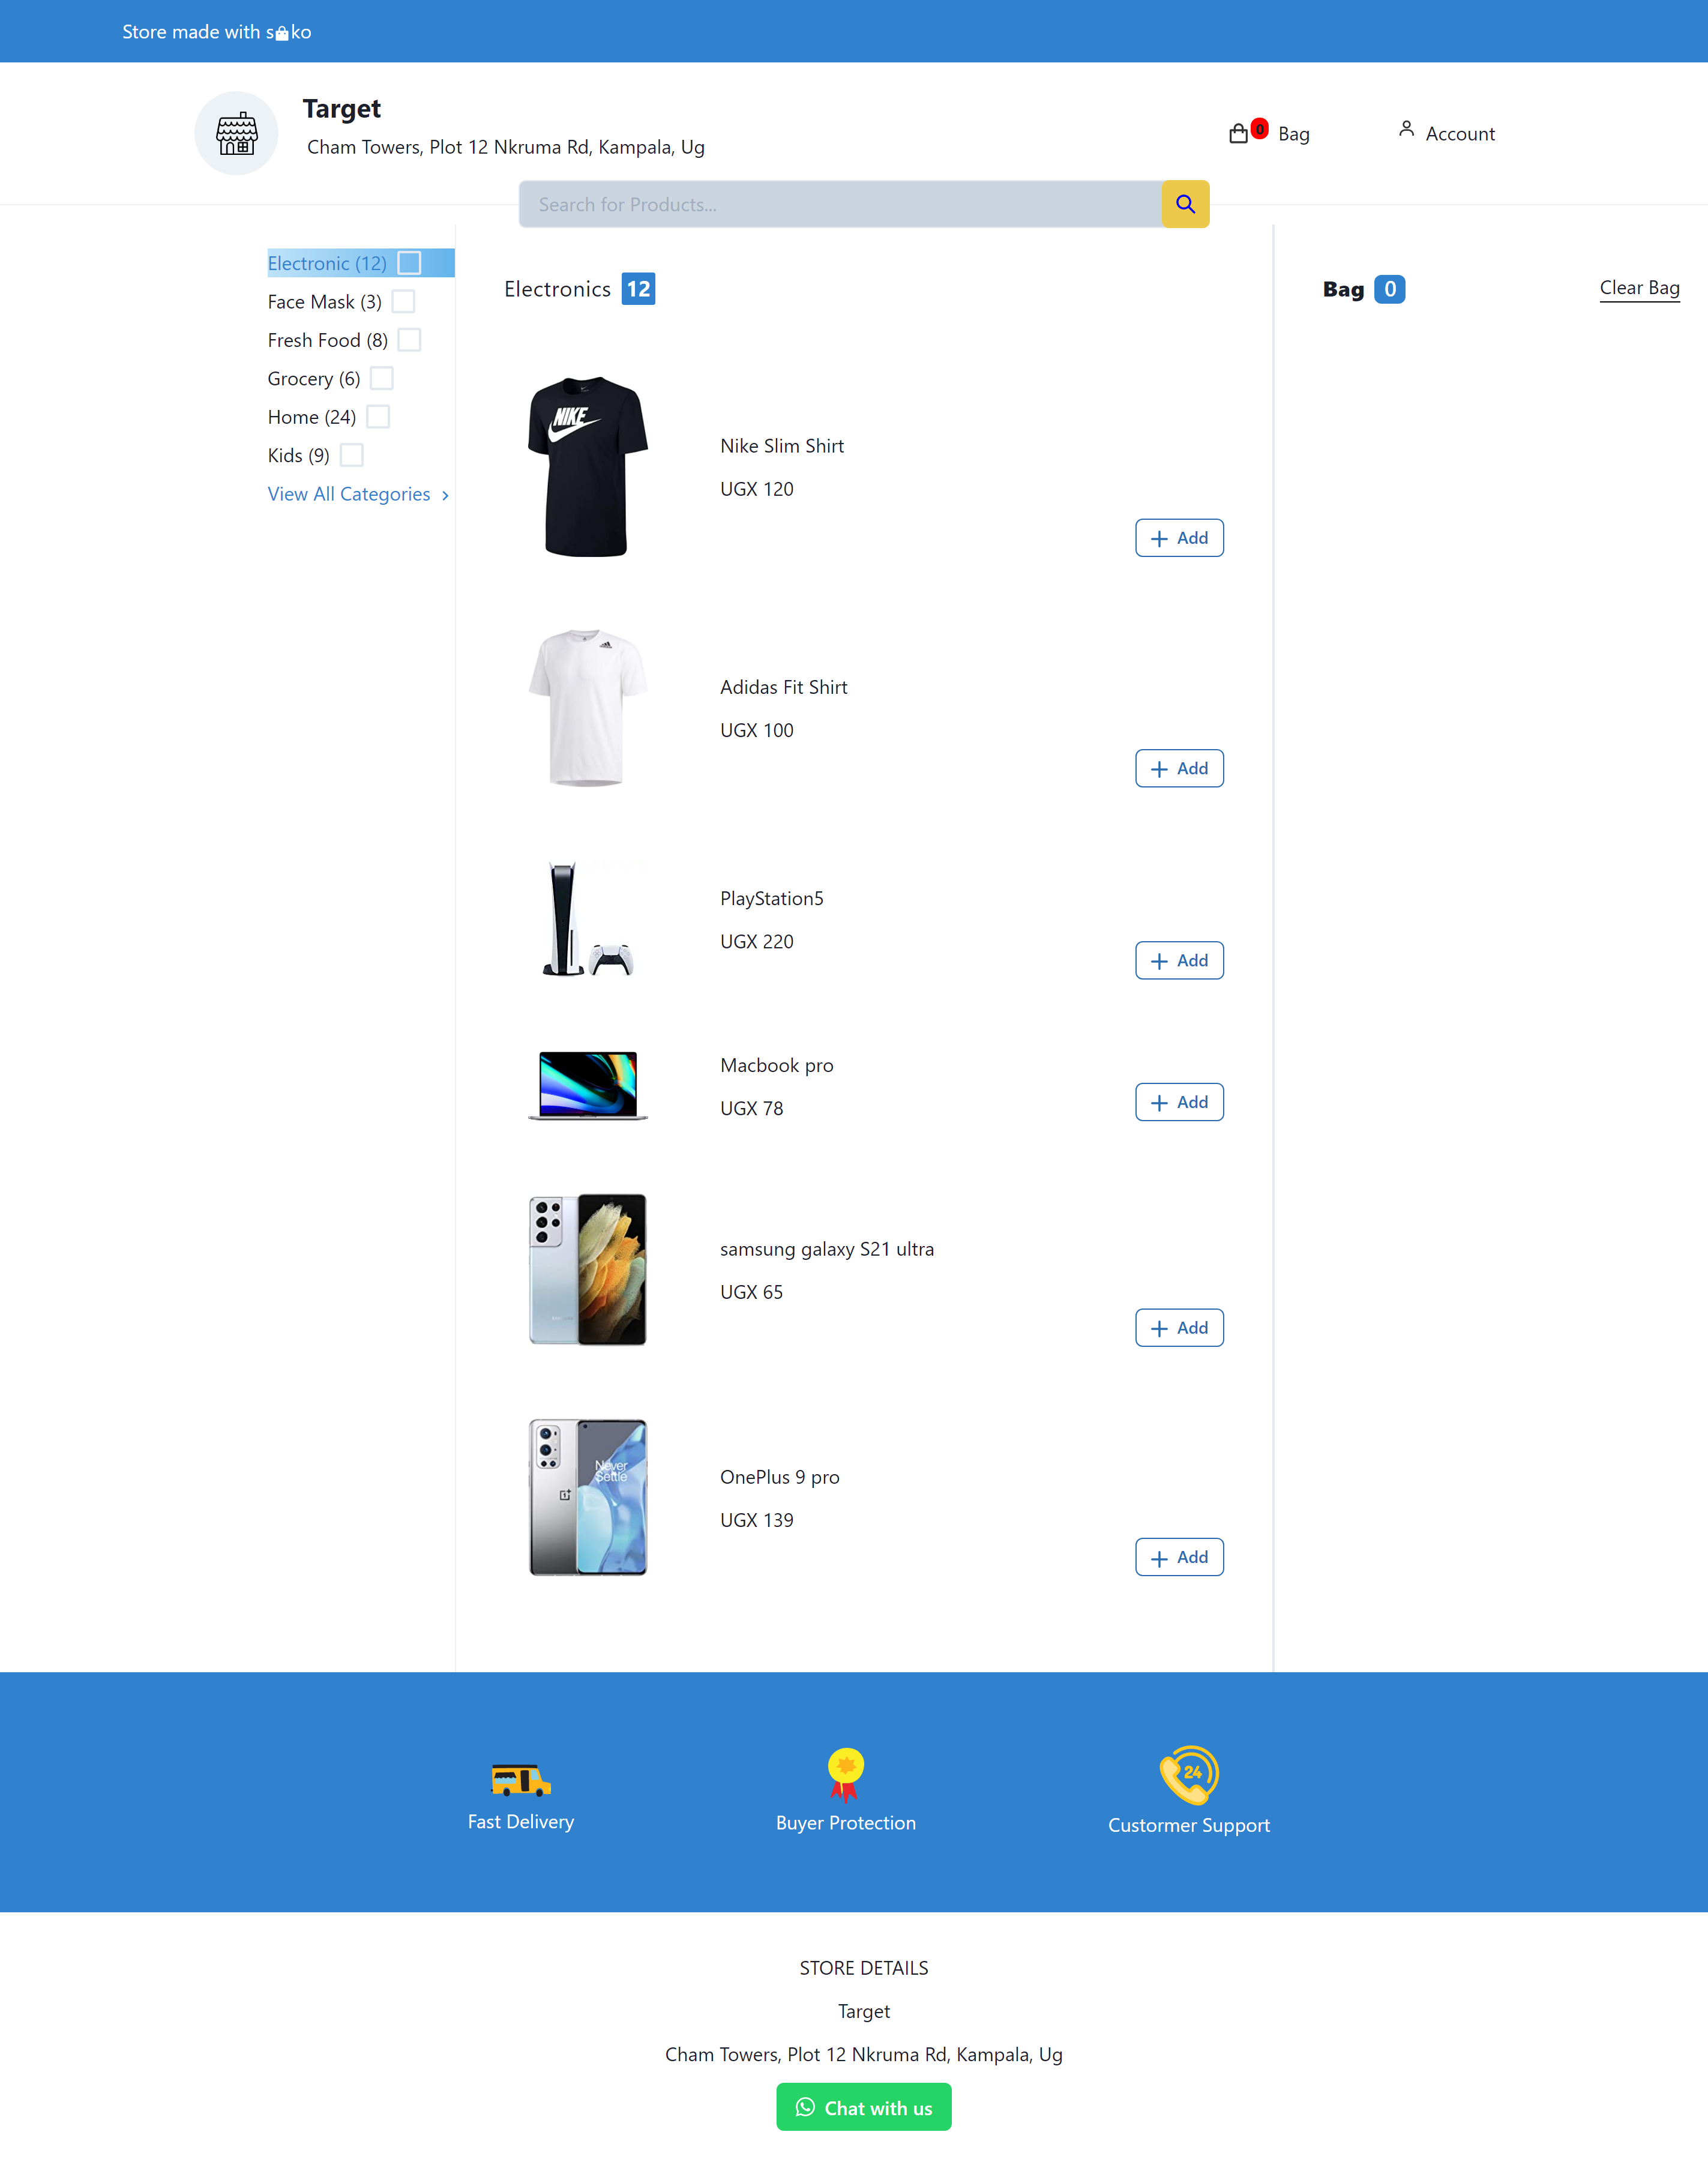 Store made with s ko
Target
Cham Towers, Plot 12 Nkruma Rd, Kampala, Ug
0 Bag
Account
Search for Products...
Electronic (12)
Face Mask (3)
Fresh Food (8)
Grocery (6)
Home (24)
Kids (9)
View All Categories
Electronics 12
NIKE
Nike Slim Shirt
UGX 120
Add
Adidas Fit Shirt
UGX 100
Add
PlayStation5
UGX 220
Add
Macbook pro
UGX 78
Add
samsung galaxy S21 ultra
UGX 65
Add
Never
Settle
OnePlus 9 pro
UGX 139
Add
Bag 0
Clear Bag
Fast Delivery
Buyer Protection
24
Custormer Support
STORE DETAILS
Target
Cham Towers, Plot 12 Nkruma Rd, Kampala, Ug
Chat with us